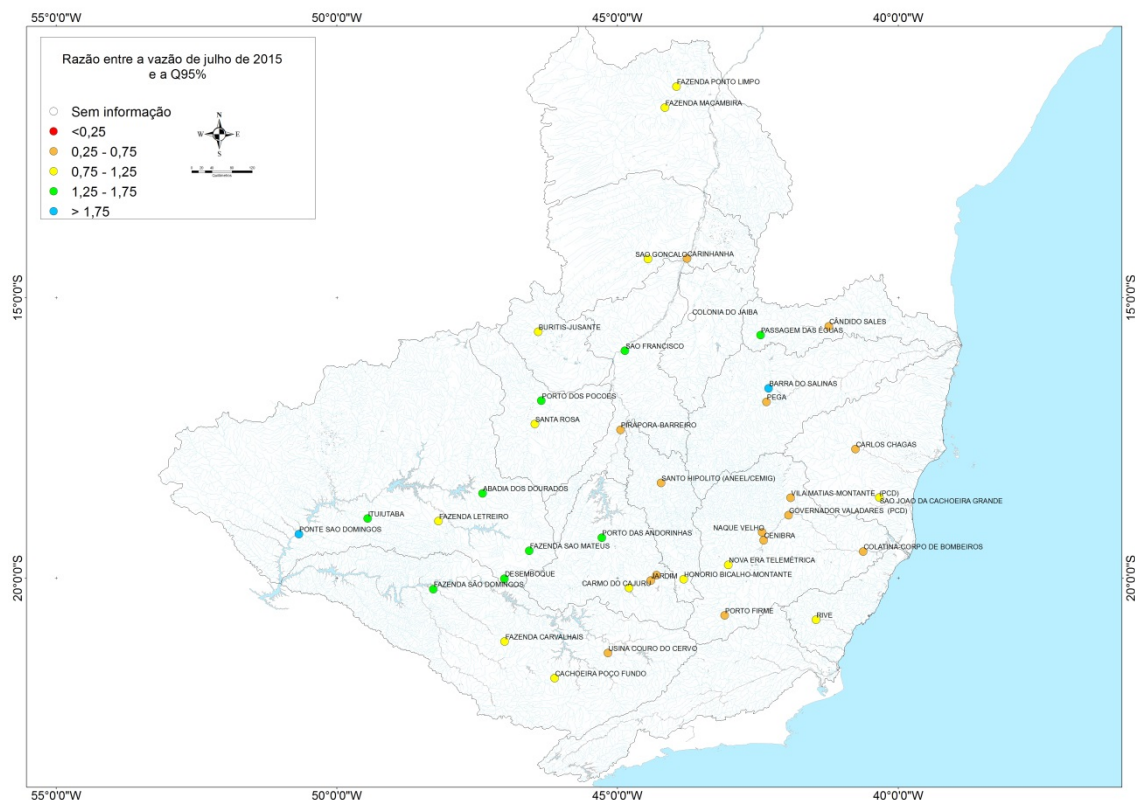 55°0'0"W
50°0'0"W
45°0'0"W
40°0'0"W
Razão entre a vazão de julho de 2015
e a Q95%
Sem informação
<0,25
0,25 - 0,75
0,75 - 1,25
1,25 - 1,75
> 1,75
N
W
E
S
FAZENDA PONTO LIMPO
FAZENDA MACAMBIRA
SAO GONCALO
CARINHANHA
15°0'0"S
15°0'0"S
COLONIA DO JAIBA
CÂNDIDO SALES
BURITIS-JUSANTE
PASSAGEM DAS ÉGUAS
SAO FRANCISCO
BARRA DO SALINAS
PORTO DOS POCOES
PEGA
SANTA ROSA
PIRAPORA-BARREIRO
CARLOS CHAGAS
SANTO HIPOLITO (ANEEL/CEMIG)
ABADIA DOS DOURADOS
VILA MATIAS-MONTANTE (PCD)
SAO JOAO DA CACHOEIRA GRANDE
GOVERNADOR VALADARES (PCD)
ITUIUTABA
FAZENDA LETREIRO
PONTE SAO DOMINGOS
NAQUE VELHO
PORTO DAS ANDORINHAS
CENIBRA
FAZENDA SAO MATEUS
COLATINA-CORPO DE BOMBEIROS
NOVA ERA TELEMÉTRICA
20°0'0"S
20°0'0"S
DESEMBOQUE
JARDIM
HONORIO BICALHO-MONTANTE
FAZENDA SÃO DOMINGOS
CARMO DO CAJURU
PORTO FIRME
RIVE
FAZENDA CARVALHAIS
USINA COURO DO CERVO
CACHOEIRA POÇO FUNDO
55°0'0"W
50°0'0"W
45°0'0"W
40°0'0"W